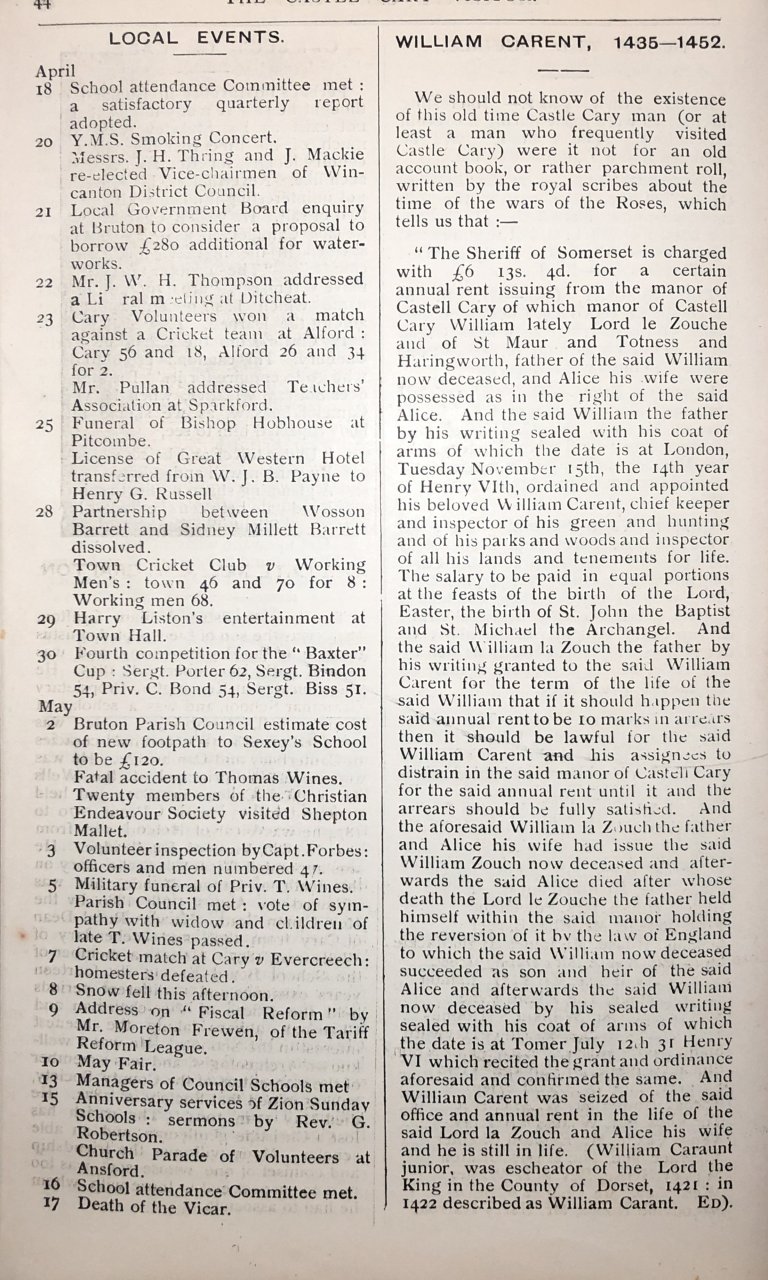 44
THE CASTLE CARY VISITOR.
LOCAL EVENTS.
April
18 School attendance Committee met :
a satisfactory quarterly report
adopted.
20 Y.M.S. Smoking Concert.
Messrs. J. H. Thring and J. Mackie
re-elected Vice-chairmen of Win-
canton District Council.
21 Local Government Board enquiry
at Bruton to consider a proposal to
borrow £280 additional for water-
works.
22 Mr. J. W. H. Thompson addressed
a Li ral meeting at Ditcheat.
23 Cary Volunteers won a match
against a Cricket team at Alford :
Cary 56 and 18, Alford 26 and 34
for 2.
Mr. Pullan addressed Teachers'
Association at Sparkford.
25 Funeral of Bishop Hobhouse at
Pitcombe.
License of Great Western Hotel
transferred from W. J. B. Payne to
Henry G. Russell
28 Partnership between Wosson
Barrett and Sidney Millett Barrett
dissolved.
Town Cricket Club v Working
Men's : town 46 and 70 for 8 :
Working men 68.
29 Harry Liston's entertainment at
Town Hall.
30 Fourth competition for the " Baxter"
Cup : Sergt. Porter 62, Sergt. Bindon
54, Priv. C. Bond 54, Sergt. Biss 51.
May
2 Bruton Parish Council estimate cost
of new footpath to Sexey's School
to be £120.
Fatal accident to Thomas Wines.
Twenty members of the Christian
Endeavour Society visited Shepton
Mallet.
3 Volunteer inspection by Capt. Forbes:
officers and men numbered 47.
5 Military funeral of Priv. T. Wines.
Parish Council met : vote of sym-
pathy with widow and children of
late T. Wines passed.
7 Cricket match at Cary v Evercreech:
homesters defeated.
8 Snow fell this afternoon.
9 Address on " Fiscal Reform " by
Mr. Moreton Frewen, of the Tariff
Reform League.
10 May Fair.
13 Managers of Council Schools met
15 Anniversary services of Zion Sunday
Schools : sermons by Rev. G.
Robertson.
Church Parade of Volunteers at
Ansford.
16 School attendance Committee met.
17 Death of the Vicar.
WILLIAM CARENT, 1435—1452.
We should not know of the existence
of this old time Castle Cary man (or at
least a man who frequently visited
Castle Cary) were it not for an old
account book, or rather parchment roll,
written by the royal scribes about the
time of the wars of the Roses, which
tells us that :—
" The Sheriff of Somerset is charged
with £6 13s. 4d. for a certain
annual rent issuing from the manor of
Castell Cary of which manor of Castell
Cary William lately Lord le Zouche
and of St Maur and Totness and
Haringworth, father of the said William
now deceased, and Alice his wife were
possessed as in the right of the said
Alice. And the said William the father
by his writing sealed with his coat of
arms of which the date is at London,
Tuesday November 15th, the 14th year
of Henry VIth, ordained and appointed
his beloved William Carent, chief keeper
and inspector of his green and hunting
and of his parks and woods and inspector
of all his lands and tenements for life.
The salary to be paid in equal portions
at the feasts of the birth of the Lord,
Easter, the birth of St. John the Baptist
and St. Michael the Archangel. And
the said William la Zouch the father by
his writing granted to the said William
Carent for the term of the life of the
said William that if it should happen the
said annual rent to be 10 marks in arrears
then it should be lawful for the said
William Carent and his assignees to
distrain in the said manor of Castell Cary
for the said annual rent until it and the
arrears should be fully satisfied. And
the aforesaid William la Zouch the father
and Alice his wife had issue the said
William Zouch now deceased and after-
wards the said Alice died after whose
death the Lord le Zouche the father held
himself within the said manor holding
the reversion of it by the law of England
to which the said William now deceased
succeeded as son and heir of the said
Alice and afterwards the said William
now deceased by his sealed writing
sealed with his coat of arms of which
the date is at Tomer July 12th 31 Henry
VI which recited the grant and ordinance
aforesaid and confirmed the same. And
William Carent was seized of the said
office and annual rent in the life of the
said Lord la Zouch and Alice his wife
and he is still in life. (William Caraunt
junior, was escheator of the Lord the
King in the County of Dorset, 1421 : in
1422 described as William Carant. ED).